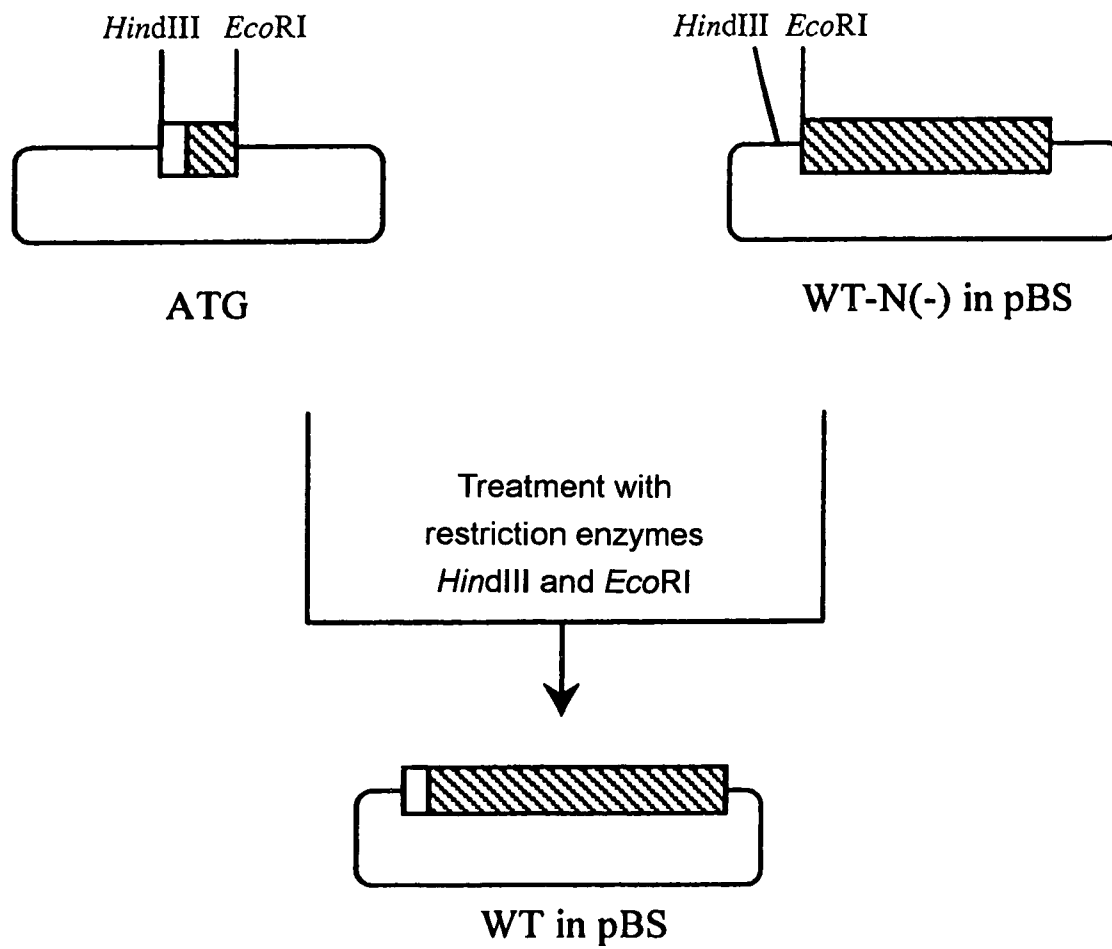 HindIII EcoRI
HindIII EcoRI
ATG
WT-N(-) in pBS
Treatment with
restriction enzymes
HindIII and EcoRI
WT in pBS